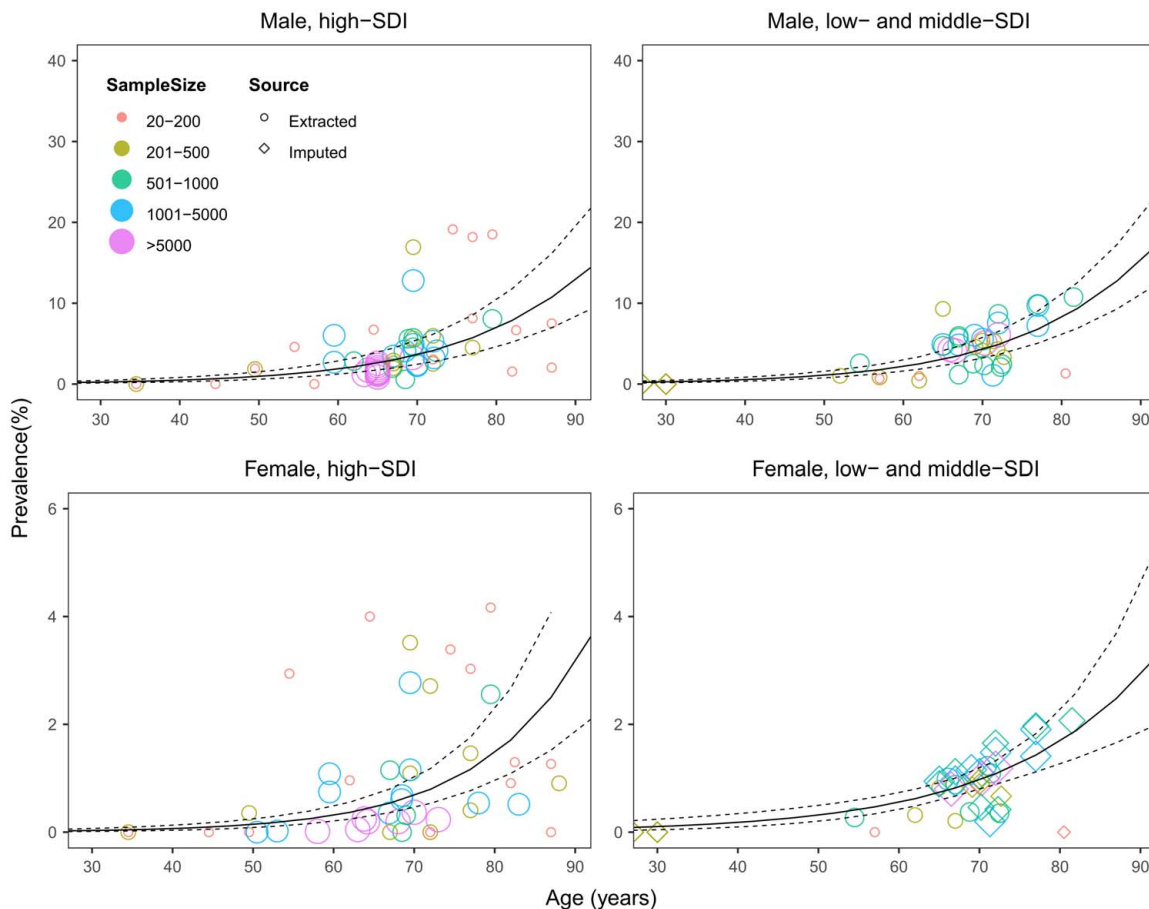 Male, high−SDI
Male, low− and middle−SDI
40
30
20
10
0
SampleSize
20−200
201−500
501−1000
1001−5000
>5000
Source
Extracted
Imputed
30 40 50 60 70 80 90
40
30
20
10
0
30 40 50 60 70 80 90
Prevalence(%)
Female, high−SDI
Female, low− and middle−SDI
6
4
2
0
30 40 50 60 70 80 90
6
4
2
0
30 40 50 60 70 80 90
Age (years)